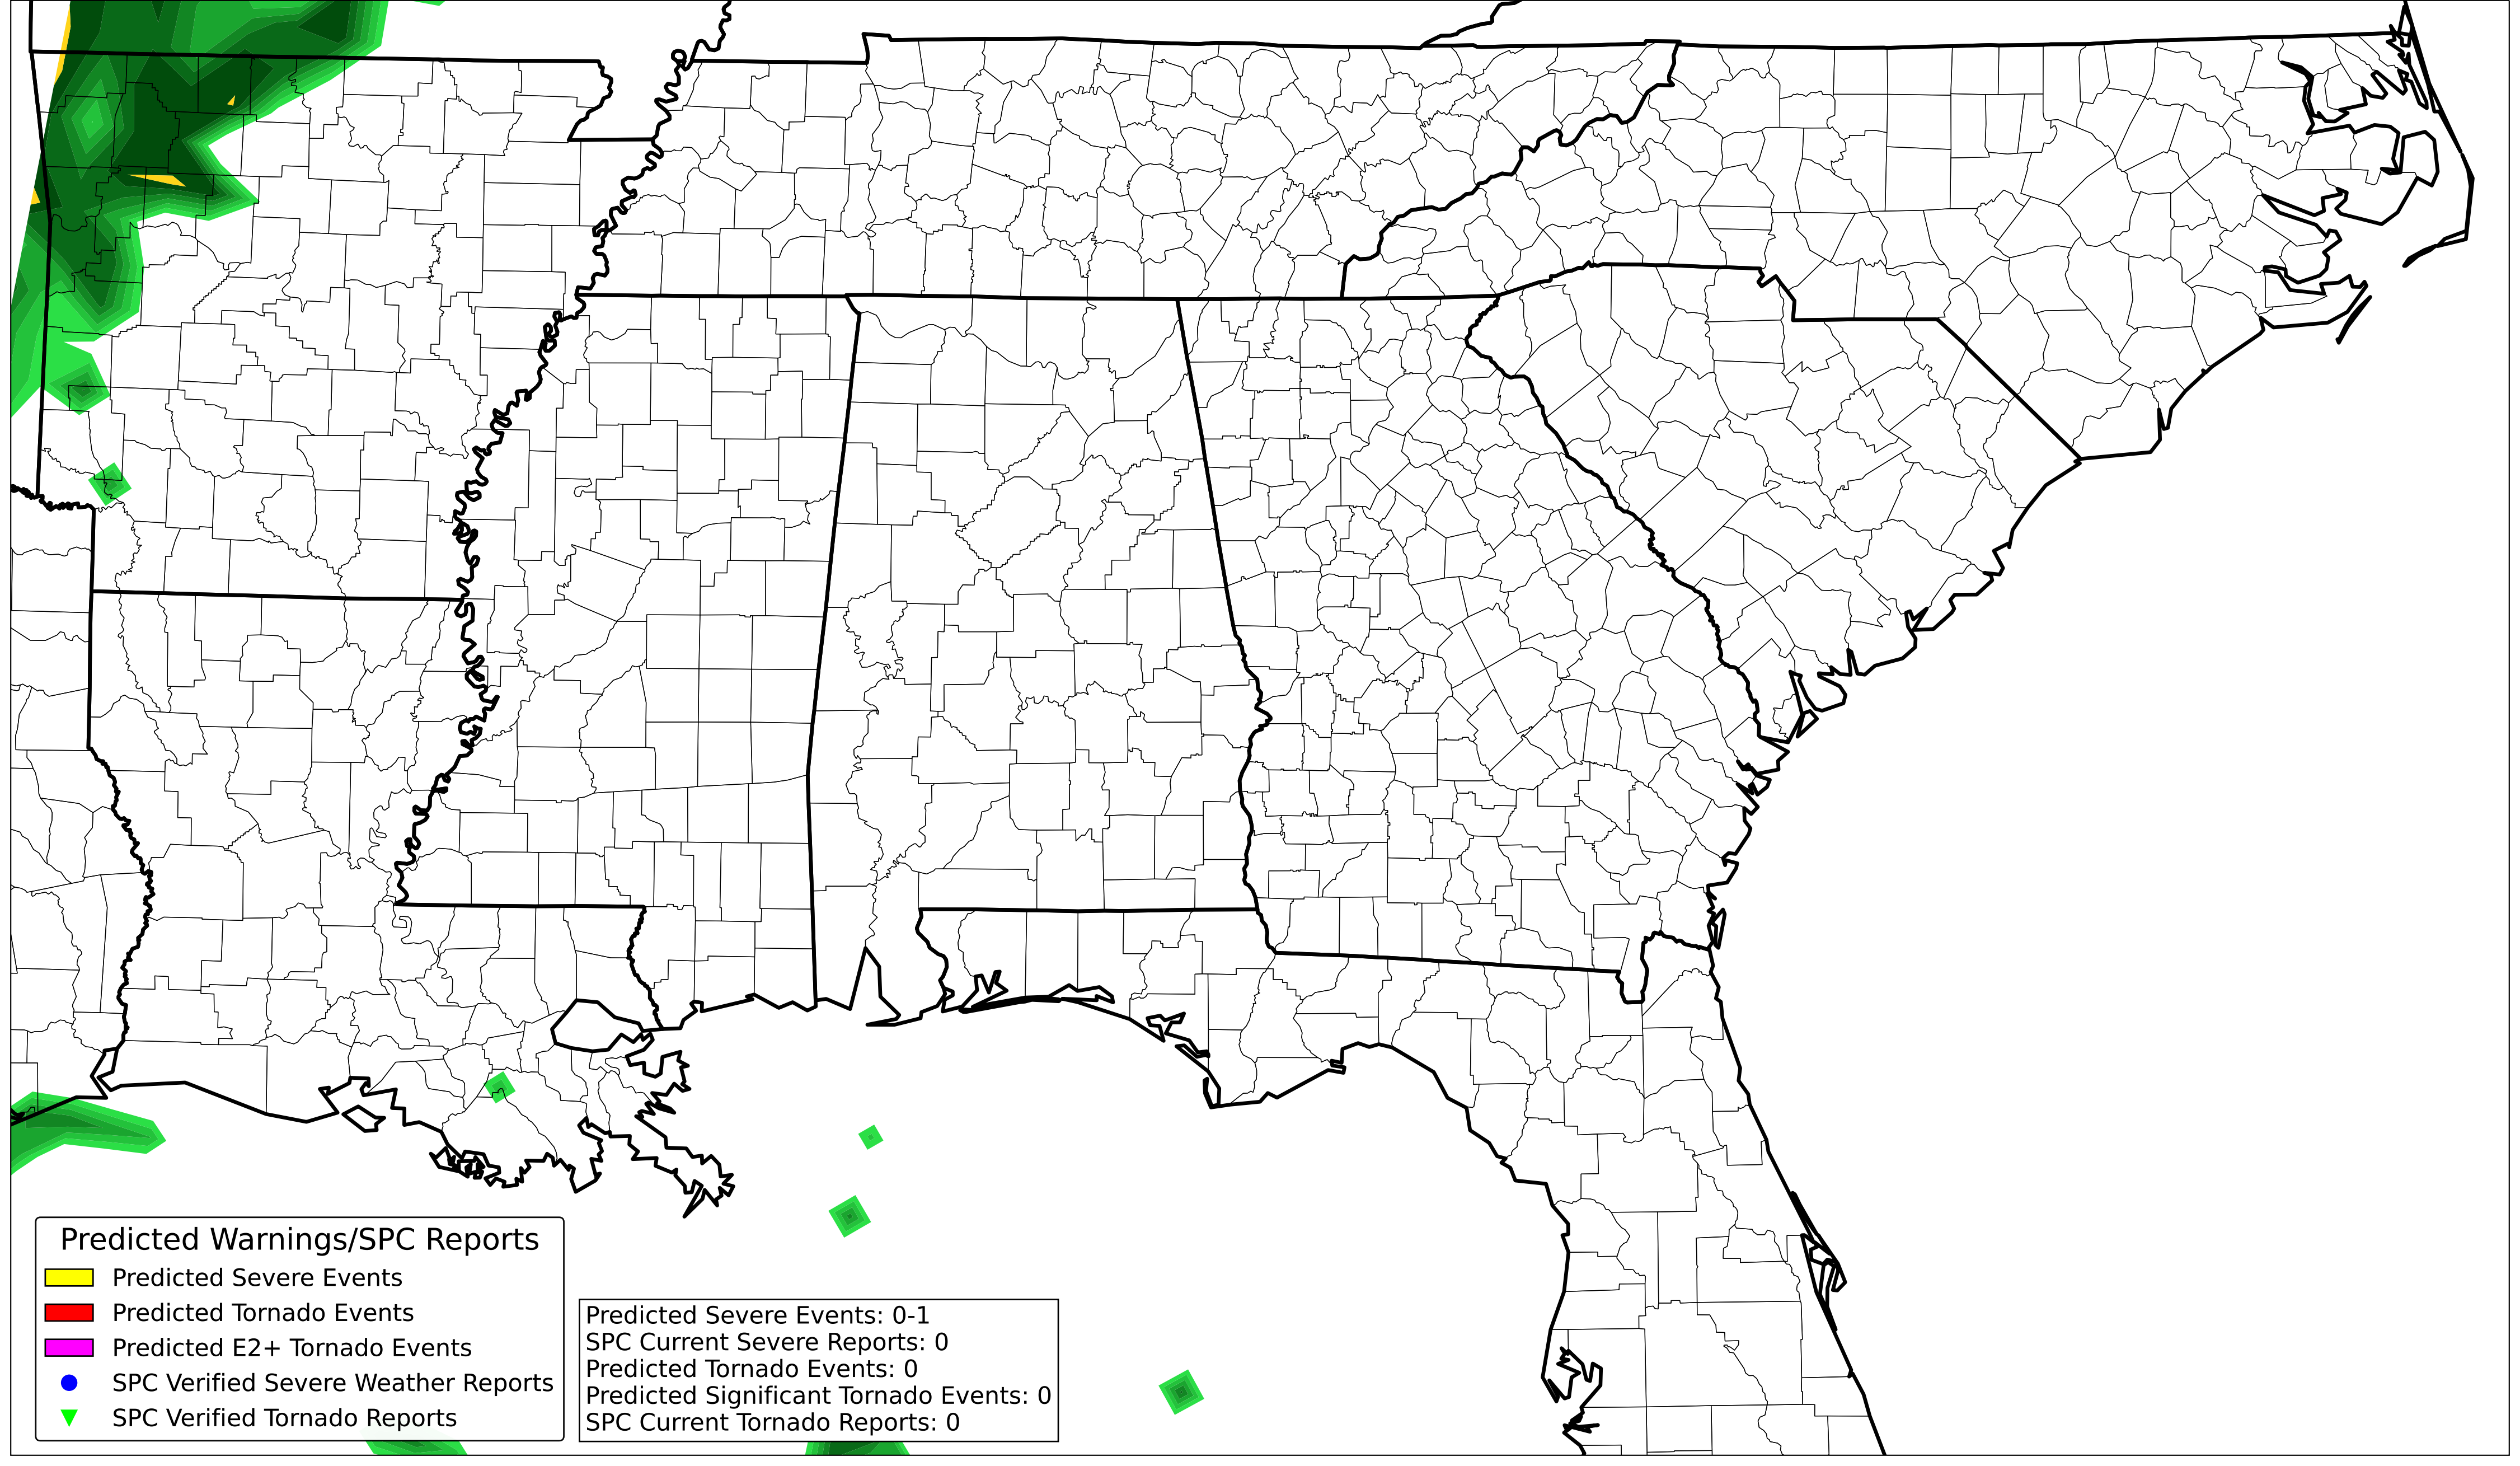 Predicted Warnings/SPC Reports
Predicted Severe Events
Predicted Tornado Events
Predicted E2+ Tornado Events
SPC Verified Severe Weather Reports
SPC Verified Tornado Reports
Predicted Severe Events: 0-1
SPC Current Severe Reports: 0
Predicted Tornado Events: 0
Predicted Significant Tornado Events: 0
SPC Current Tornado Reports: 0